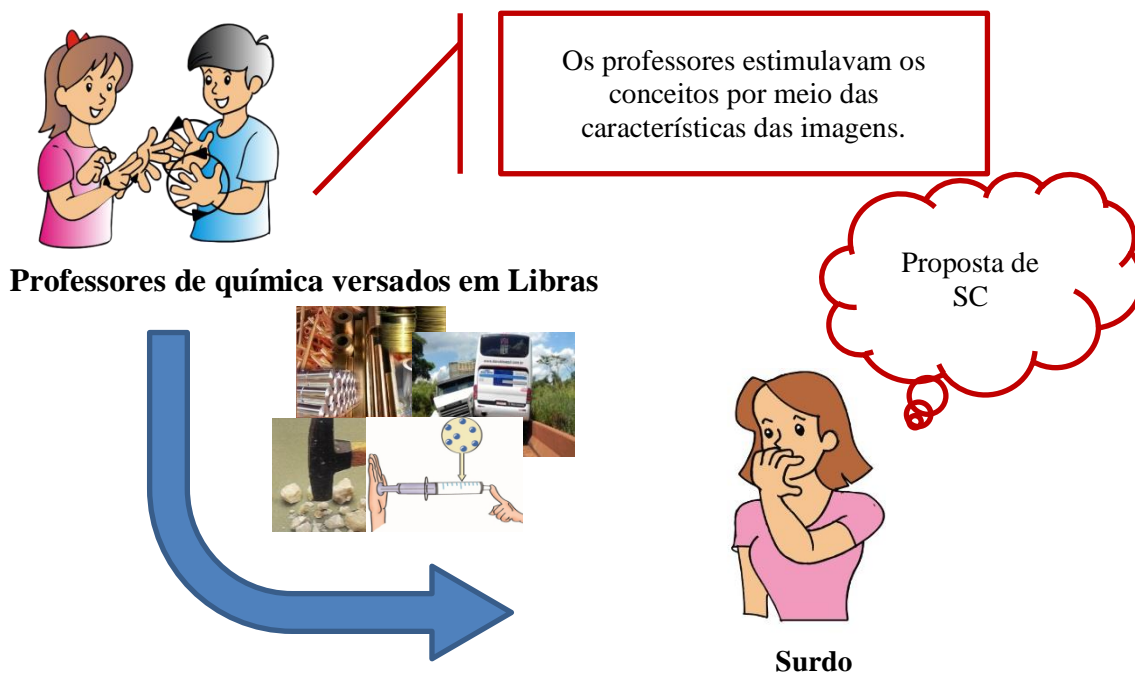 Os professores estimulavam os
conceitos por meio das
características das imagens.
Proposta de
SC
Professores de química versados em Libras
Surdo